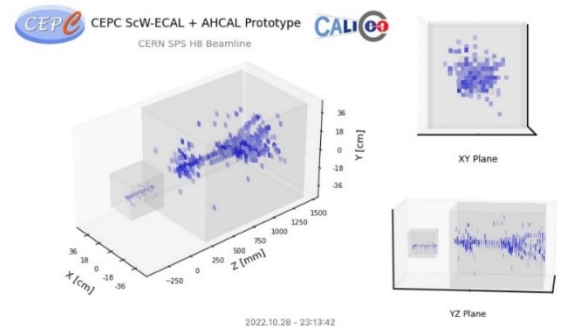 CEPC
CEPC ScW-ECAL + AHCAL Prototype
CALICO
CERN SPS H8 Beamline
36
18
0
-18
-36
Y [cm]
36
18
0
-18
-36
X [cm]
-250
0
250
500
750
1000
1250
1500
Z [mm]
XY Plane
YZ Plane
2022.10.28 - 23:13:42